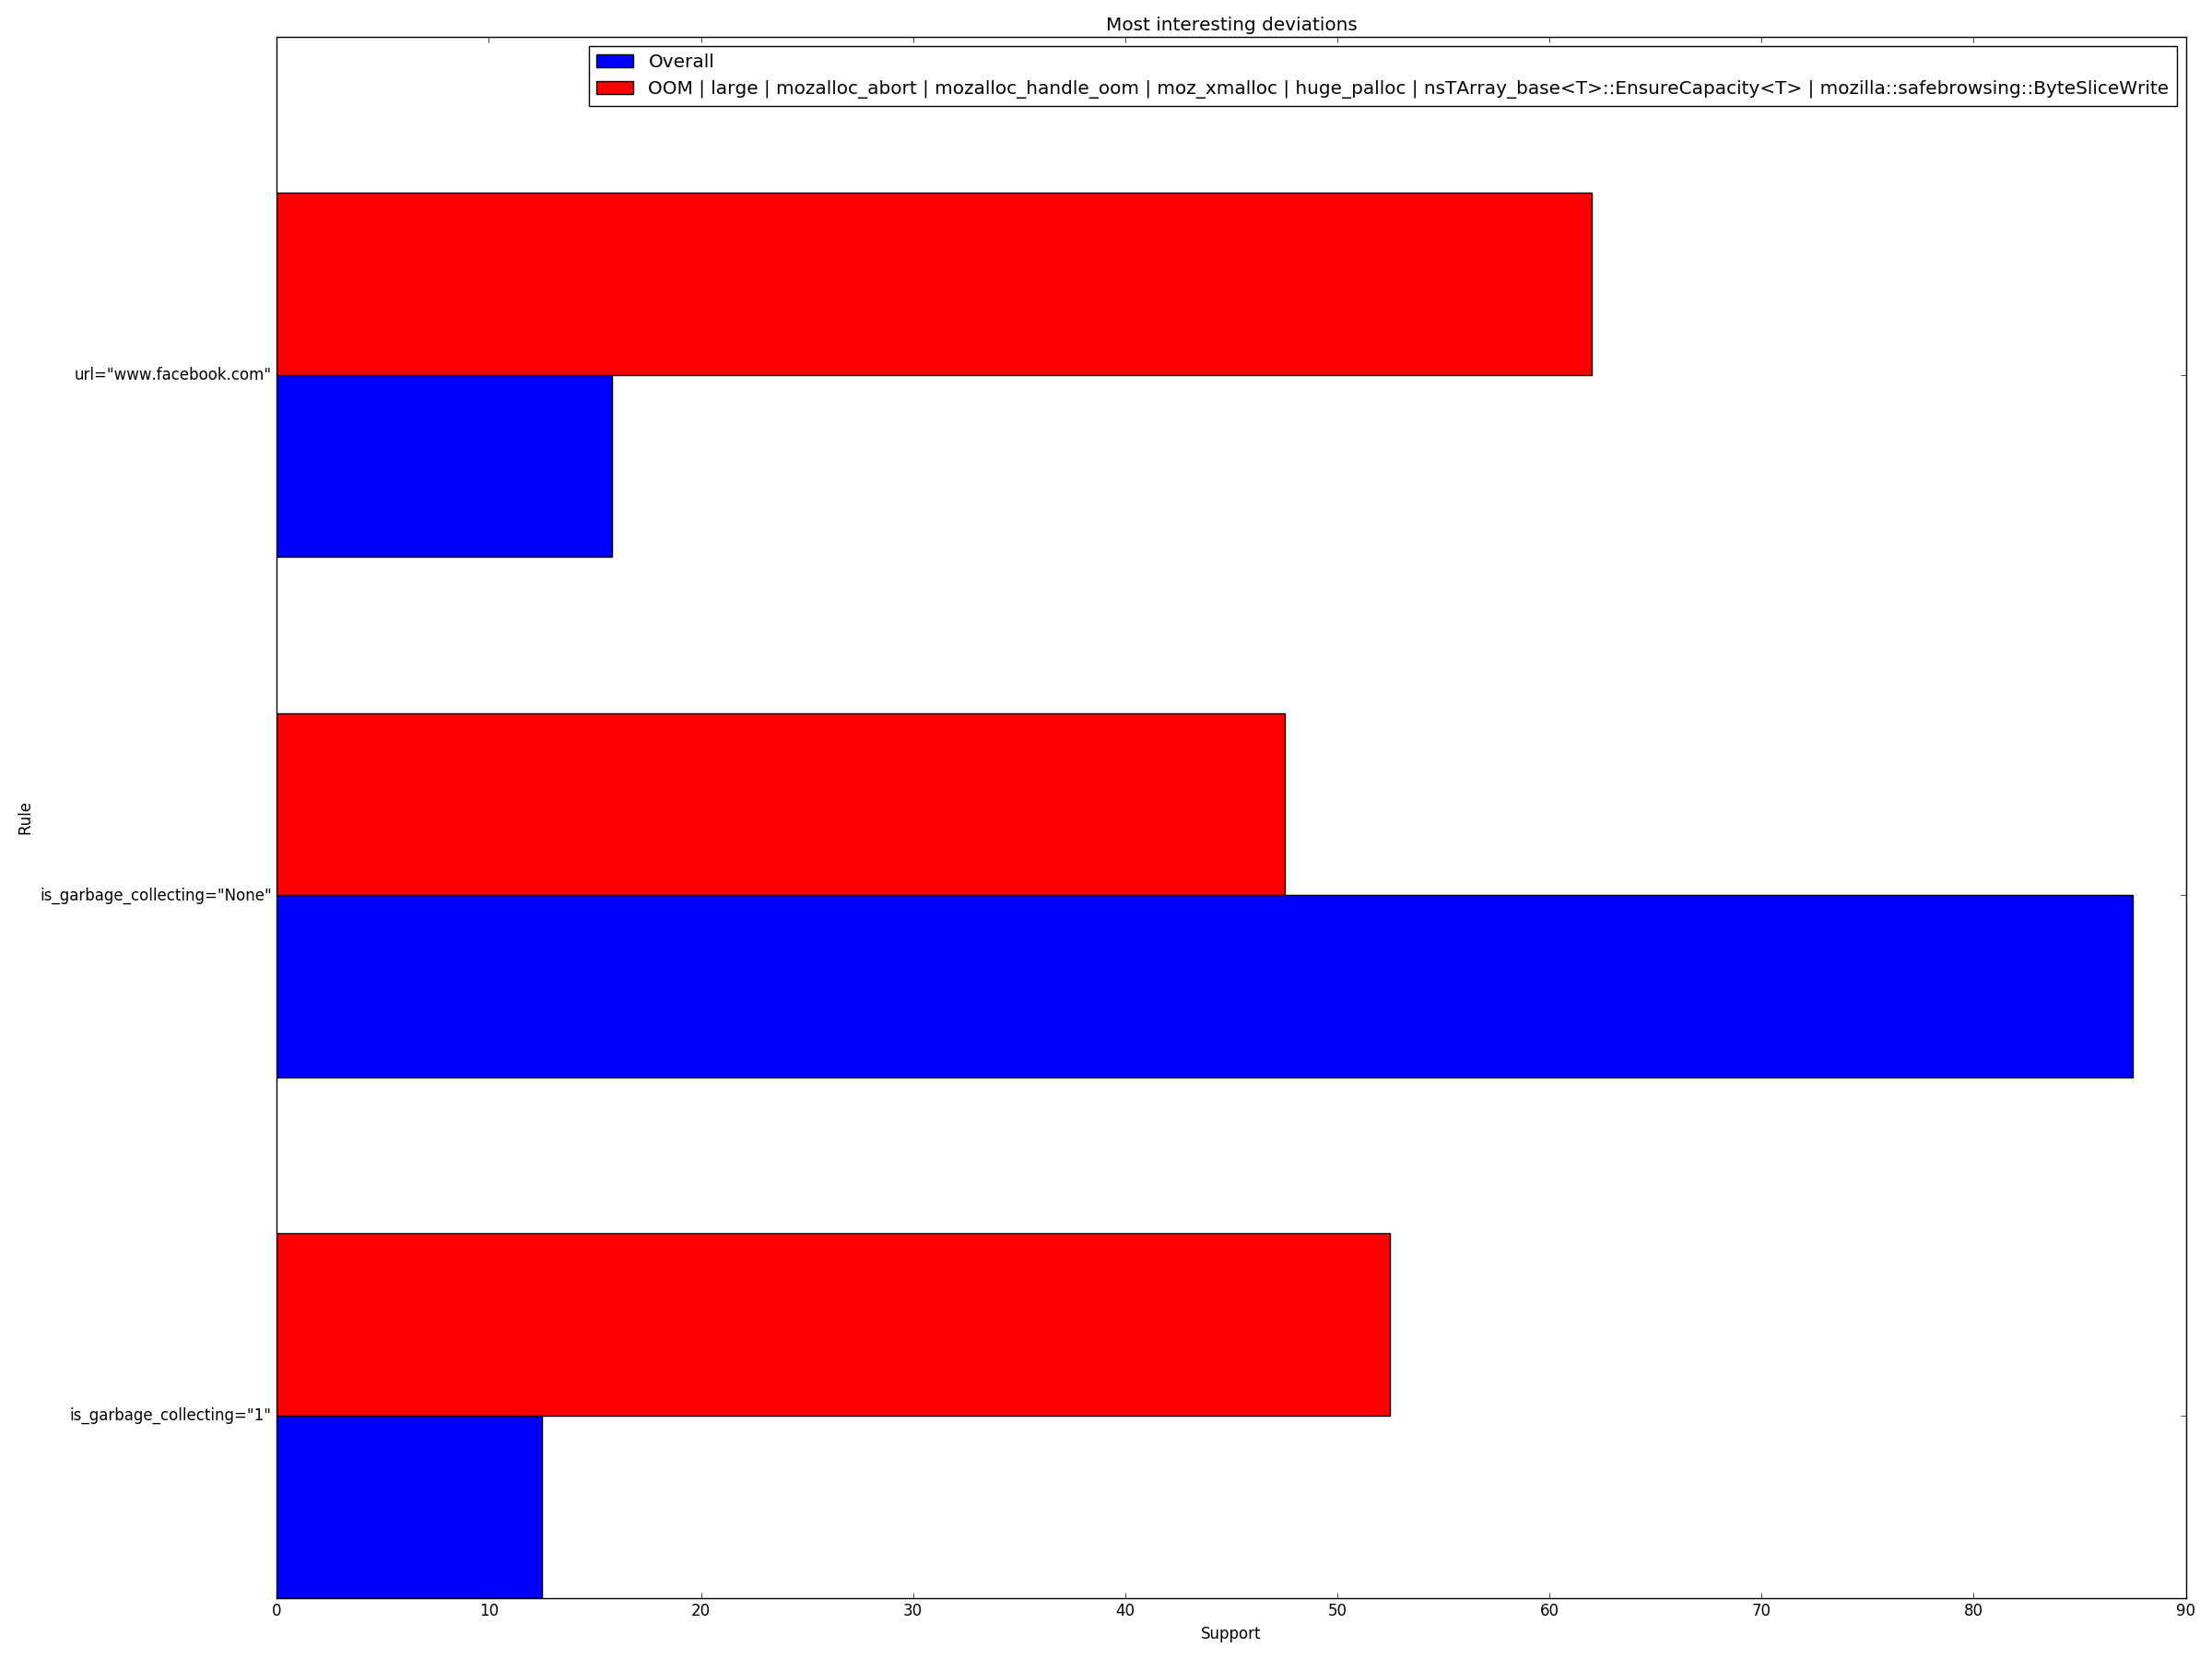 Most interesting deviations
Overall
OOM | large | mozalloc_abort | mozalloc_handle_oom | moz_xmalloc | huge_palloc | nsTArray_base<T>::EnsureCapacity<T> | mozilla::safebrowsing::ByteSliceWrite
url="www.facebook.com"
Rule
is_garbage_collecting="None"
is_garbage_collecting="1"
0 10 20 30 40 50 60 70 80 90
Support